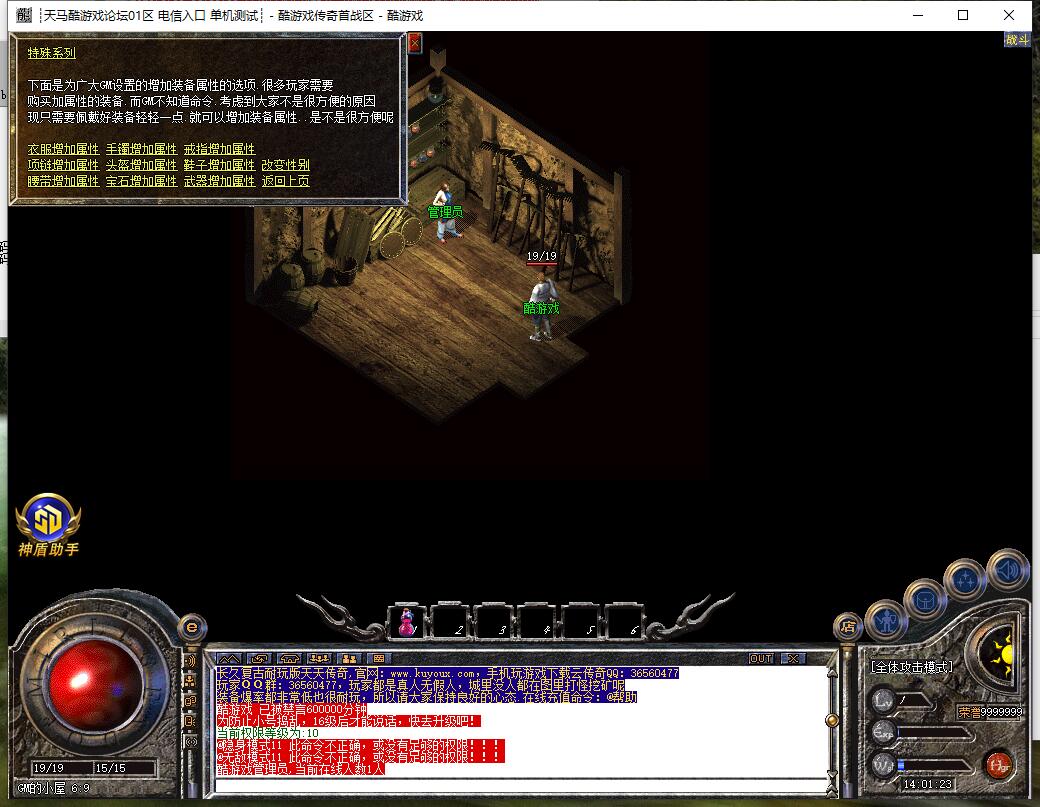 天马酷游戏论坛01区 电信入口 单机测试 - 酷游戏传奇首战区 - 酷游戏
战斗
特殊系列
下面是为广大GM设置的增加装备属性的选项.很多玩家需要
购买加属性的装备.而GM不知道命令.考虑到大家不是很方便的原因
现只需要佩戴好装备轻轻一点.就可以增加装备属性..是不是很方便呢
衣服增加属性 手镯增加属性 戒指增加属性
项链增加属性 头盔增加属性 鞋子增加属性 改变性别
腰带增加属性 宝石增加属性 武器增加属性 返回上页
管理员
19/19
酷游戏
神盾助手
1 2 3 4 5 6
店
OUT
长久复古耐玩版天天传奇,官网：www.kuyoux.com，手机玩游戏下载云传奇QQ：36560477
玩家QQ群：36560477，玩家都是真人无假人，城里没人都在图里打怪挖矿呢
装备爆率都非常低也很耐玩，所以请大家保持良好的心态.在线充值命令：@帮助
酷游戏 已被禁言600000分钟
为防止小号捣乱，16级后才能说话，快去升级吧！
当前权限等级为:10
@隐身模式11 此命令不正确，或没有足够的权限！！！
@无敌模式11 此命令不正确，或没有足够的权限！！！
酷游戏管理员,当前在线人数1人
[全体攻击模式]
Lv 1
荣誉9999999
Exp
W
Hgr
14:01:23
19/19 15/15
GM的小屋 6:9